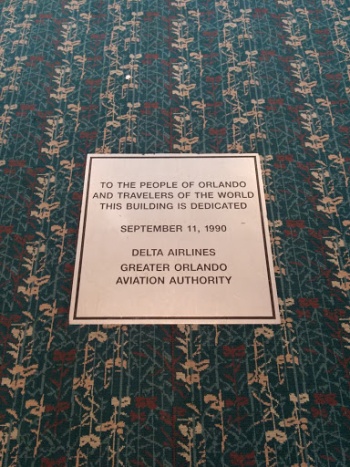 TO THE PEOPLE OF ORLANDO
AND TRAVELERS OF THE WORLD
THIS BUILDING IS DEDICATED
SEPTEMBER 11, 1990
DELTA AIRLINES
GREATER ORLANDO
AVIATION AUTHORITY